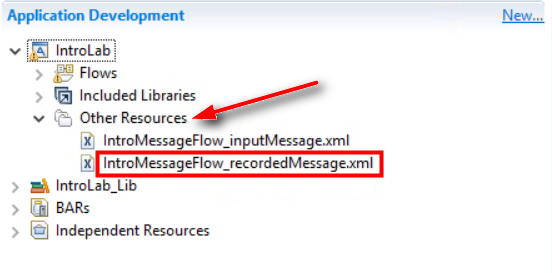 Application Development New...
IntroLab
Flows
Included Libraries
Other Resources
IntroMessageFlow_inputMessage.xml
IntroMessageFlow_recordedMessage.xml
IntroLab_Lib
BARs
Independent Resources